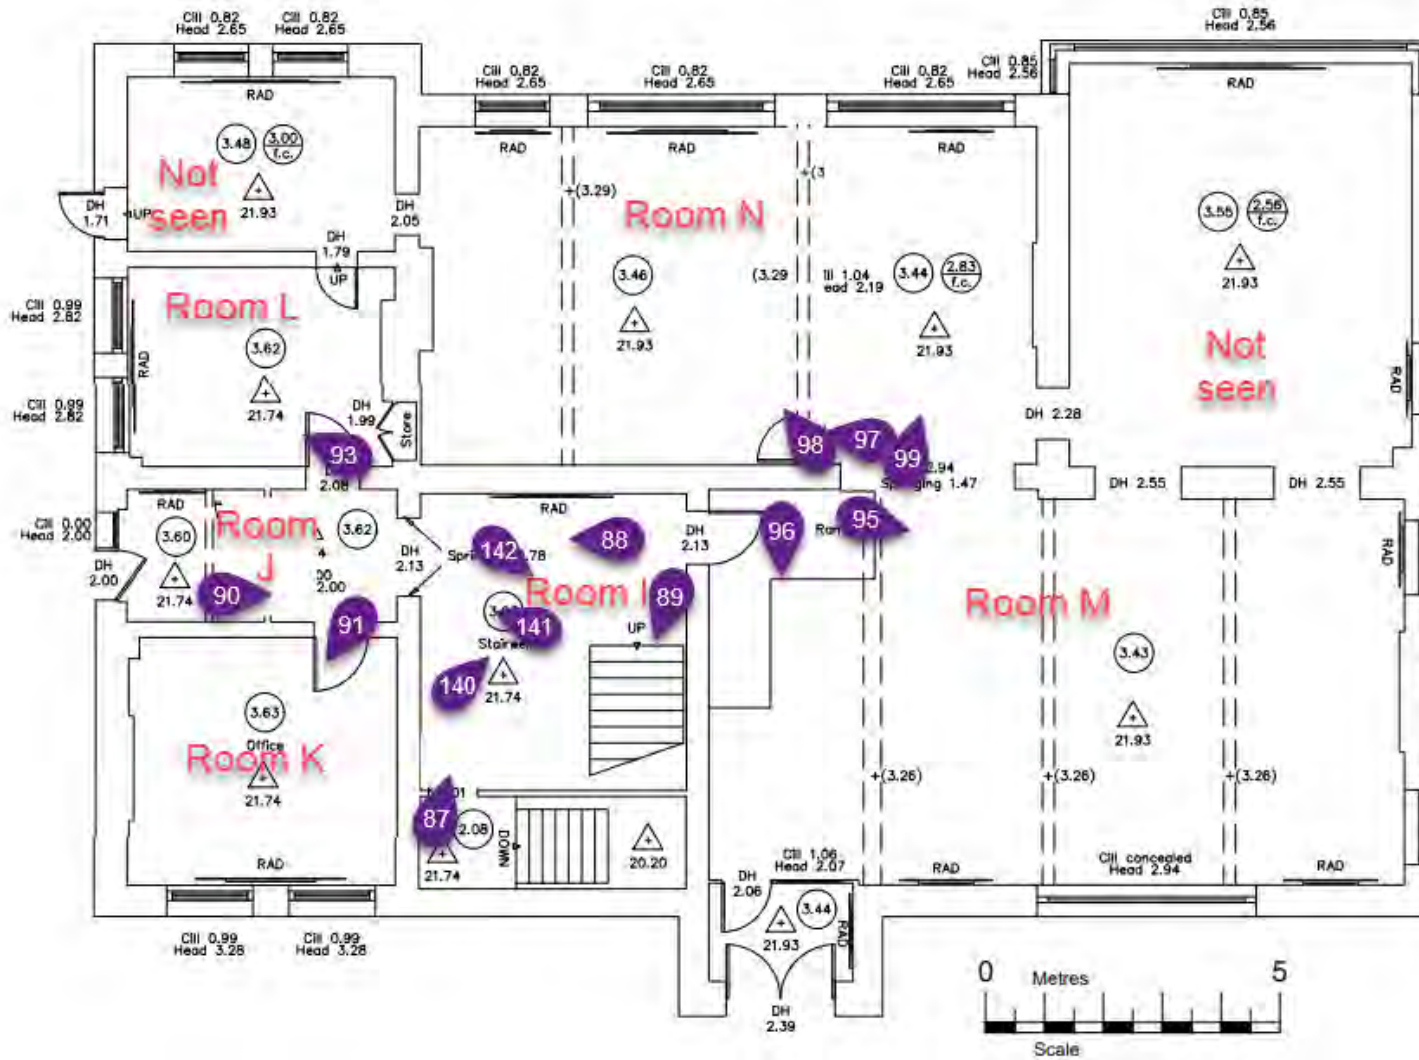 Cill 0.82
Head 2.65
Cill 0.82
Head 2.65
Cill 0.85
Head 2.56
Cill 0.82
Head 2.65
Cill 0.82
Head 2.65
Cill 0.82
Head 2.65
Cill 0.85
Head 2.56
RAD
RAD
RAD
RAD
RAD
3.48
3.00
f.c.
Not
seen
21.93
DH
1.71
UP
DH
2.05
DH
1.79
UP
+(3.29)
+(3
Room N
3.46
(3.29
21.93
1.04
2.19
3.44
2.83
f.c.
21.93
3.55
2.56
f.c.
21.93
Not
seen
RAD
Cill 0.99
Head 2.82
Room L
3.62
RAD
21.74
Cill 0.99
Head 2.82
DH
1.99
Store
DH 2.28
93
2.08
98
97
99
2.94
1.47
DH 2.55
DH 2.55
Cill 0.00
Head 2.00
DH
2.00
RAD
3.60
21.74
Room
J
3.62
2.00
90
91
DH
2.13
RAD
142
.78
88
Room I
89
141
UP
140
21.74
DH
2.13
96
95
Room M
RAD
3.43
21.93
3.63
Office
Room K
21.74
RAD
87
2.08
21.74
DOWN
20.20
+(3.26)
+(3.26)
+(3.26)
Cill 1.06
Head 2.07
DH
2.06
3.44
21.93
RAD
RAD
Cill concealed
Head 2.94
RAD
Cill 0.99
Head 3.28
Cill 0.99
Head 3.28
DH
2.39
0
Metres
5
Scale